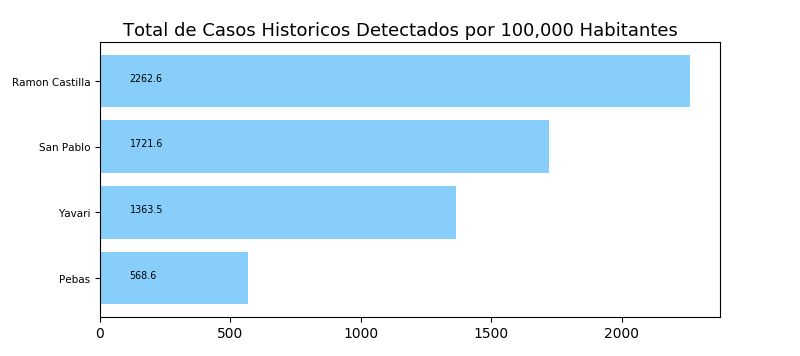 Total de Casos Historicos Detectados por 100,000 Habitantes
Ramon Castilla 2262.6
San Pablo 1721.6
Yavari 1363.5
Pebas 568.6
0 500 1000 1500 2000